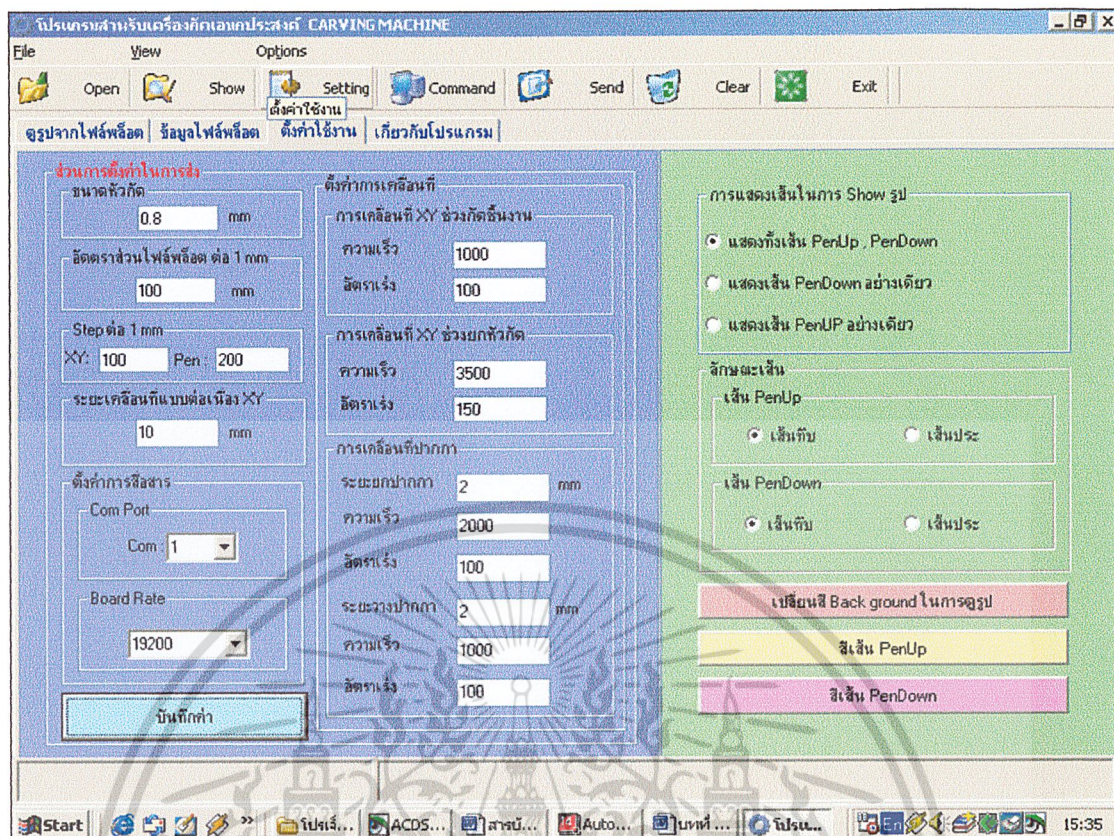 โปรแกรมสำหรับเครื่องกัดเอนกประสงค์ CARVING MACHINE
File View Options
Open Show Setting Command Send Clear Exit
ตั้งค่าใช้งาน
ดูรูปจากไฟล์พล็อต ข้อมูลไฟล์พล็อต ตั้งค่าใช้งาน เกี่ยวกับโปรแกรม
ส่วนการตั้งค่าในการส่ง
ขนาดหัวกัด
0.8 mm
อัตตราส่วนไฟล์พล็อต ต่อ 1 mm
100 mm
Step ต่อ 1 mm
XY: 100 Pen : 200
ระยะเคลื่อนที่แบบต่อเนื่อง XY
10 mm
ตั้งค่าการสื่อสาร
Com Port
Com : 1
Board Rate
19200
บันทึกค่า
ตั้งค่าการเคลื่อนที่
การเคลื่อนที่ XY ช่วงกัดชิ้นงาน
ความเร็ว 1000
อัตราเร่ง 100
การเคลื่อนที่ XY ช่วงยกหัวกัด
ความเร็ว 3500
อัตราเร่ง 150
การเคลื่อนที่ปากกา
ระยะยกปากกา 2 mm
ความเร็ว 2000
อัตราเร่ง 100
ระยะวางปากกา 2 mm
ความเร็ว 1000
อัตราเร่ง 100
การแสดงเส้นในการ Show รูป
แสดงทั้งเส้น PenUp , PenDown
แสดงเส้น PenDown อย่างเดียว
แสดงเส้น PenUP อย่างเดียว
ลักษณะเส้น
เส้น PenUp
เส้นทึบ เส้นประ
เส้น PenDown
เส้นทึบ เส้นประ
เปลี่ยนสี Back ground ในการดูรูป
สีเส้น PenUp
สีเส้น PenDown
Start » โปรเจ็... ACDS... สารบั... Auto... บทที่ ... โปรแ... En 15:35